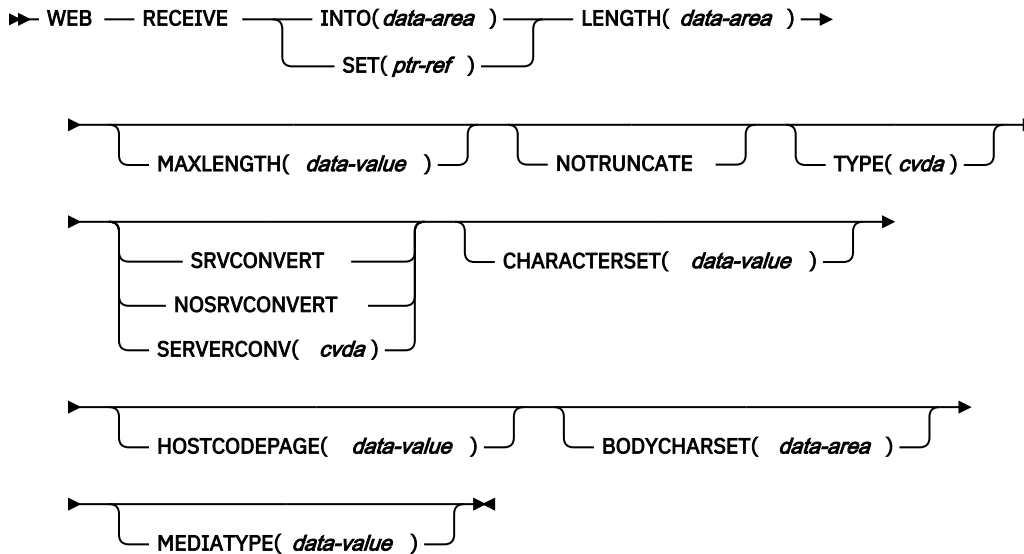 WEB RECEIVE INTO( data-area ) LENGTH( data-area )
SET( ptr-ref )
MAXLENGTH( data-value ) NOTRUNCATE TYPE( cvda )
SRVCONVERT CHARACTERSET( data-value )
NOSRVCONVERT
SERVERCONV( cvda )
HOSTCODEPAGE( data-value ) BODYCHARSET( data-area )
MEDIATYPE( data-value )